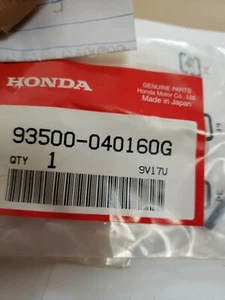 HONDA
GENUINE PARTS
Honda Motor Co., Ltd.
Made in Japan
93500-040160G
QTY 1
9V17U